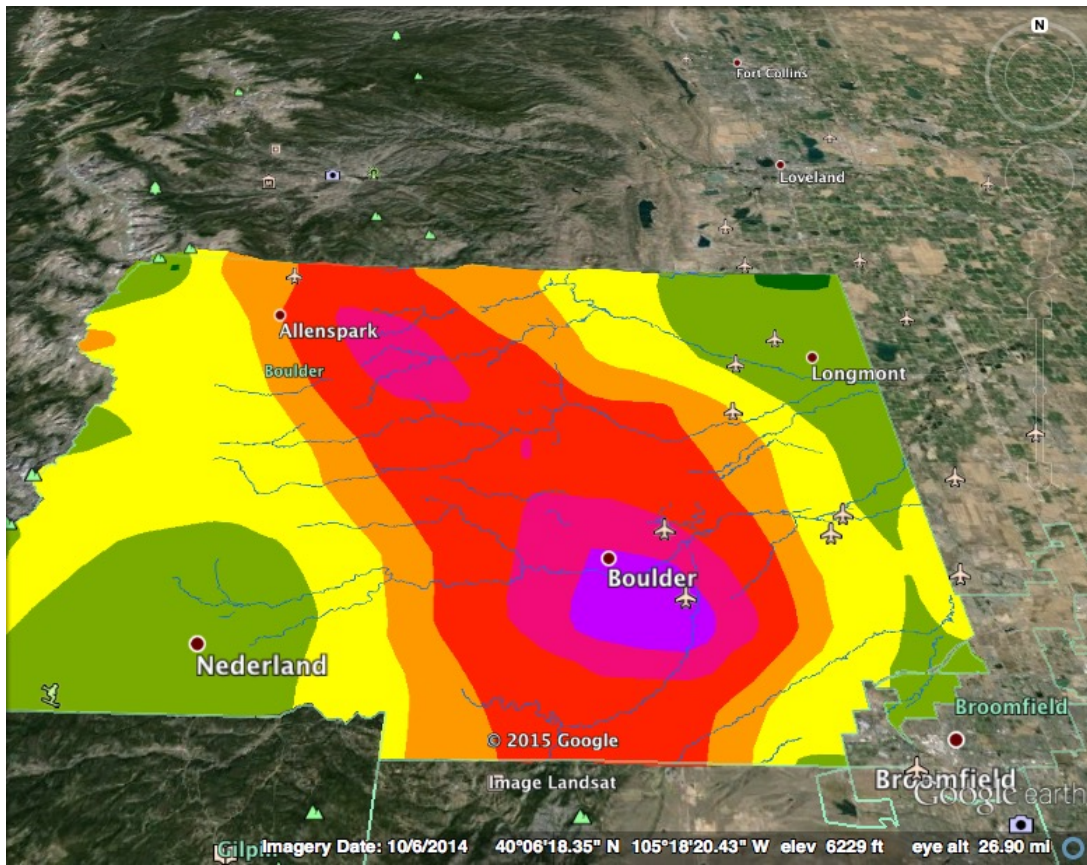 N
Fort Collins
Loveland
Allenspark
Boulder
Longmont
Boulder
Nederland
Broomfield
© 2015 Google
Broomfield
Image Landsat
Google earth
Imagery Date: 10/6/2014 40°06'18.35" N 105°18'20.43" W elev 6229 ft eye alt 26.90 mi